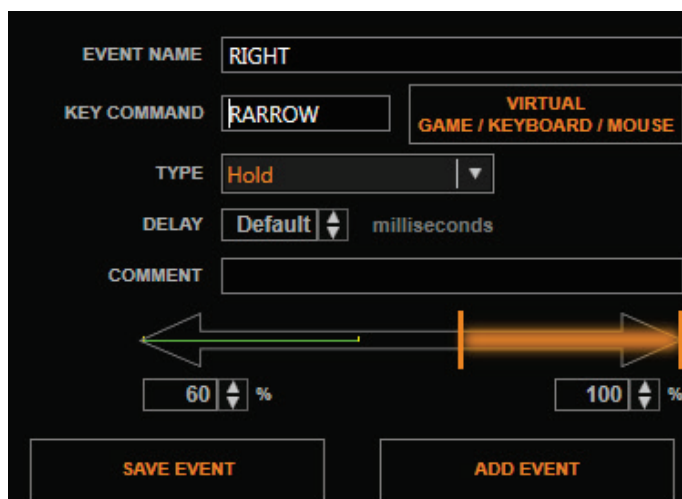 EVENT NAME RIGHT
KEY COMMAND RARROW VIRTUAL
GAME / KEYBOARD / MOUSE
TYPE Hold
DELAY Default milliseconds
COMMENT
60 % 100 %
SAVE EVENT ADD EVENT